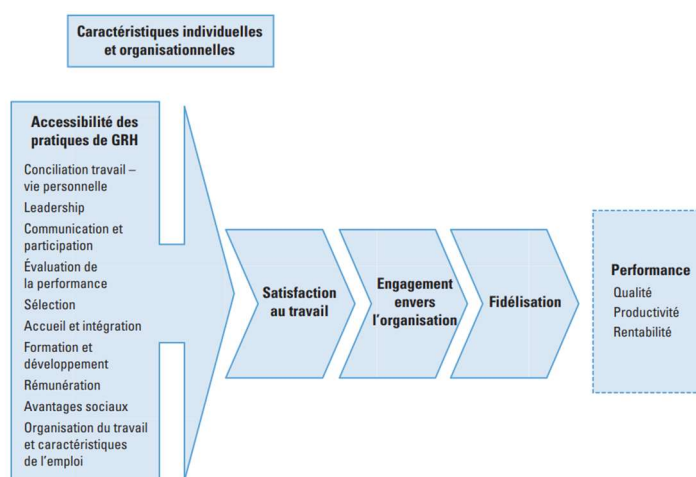 Caractéristiques individuelles
et organisationnelles
Accessibilité des
pratiques de GRH
Conciliation travail –
vie personnelle
Leadership
Communication et
participation
Évaluation de
la performance
Sélection
Accueil et intégration
Formation et
développement
Rémunération
Avantages sociaux
Organisation du travail
et caractéristiques
de l'emploi
Satisfaction
au travail
Engagement
envers
l'organisation
Fidélisation
Performance
Qualité
Productivité
Rentabilité